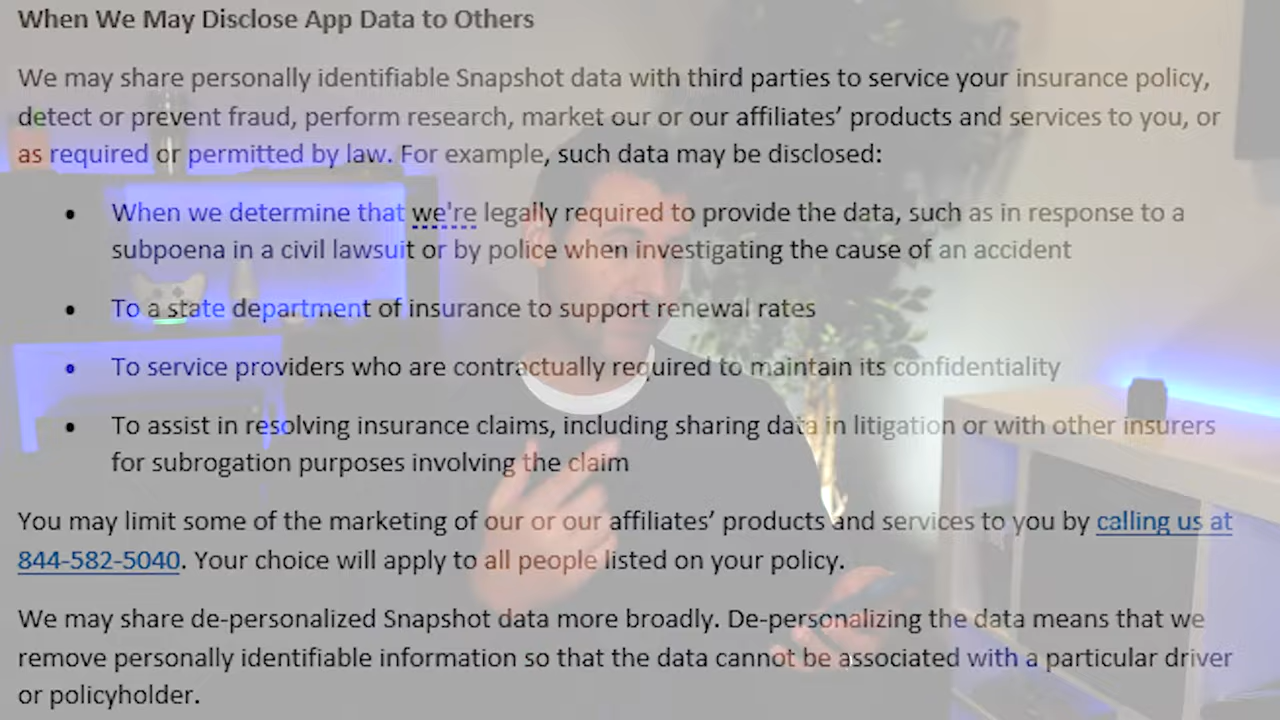 When We May Disclose App Data to Others
We may share personally identifiable Snapshot data with third parties to service your insurance policy,
detect or prevent fraud, perform research, market our or our affiliates’ products and services to you, or
as required or permitted by law. For example, such data may be disclosed:
• When we determine that we're legally required to provide the data, such as in response to a
subpoena in a civil lawsuit or by police when investigating the cause of an accident
• To a state department of insurance to support renewal rates
• To service providers who are contractually required to maintain its confidentiality
• To assist in resolving insurance claims, including sharing data in litigation or with other insurers
for subrogation purposes involving the claim
You may limit some of the marketing of our or our affiliates’ products and services to you by calling us at
844-582-5040. Your choice will apply to all people listed on your policy.
We may share de-personalized Snapshot data more broadly. De-personalizing the data means that we
remove personally identifiable information so that the data cannot be associated with a particular driver
or policyholder.